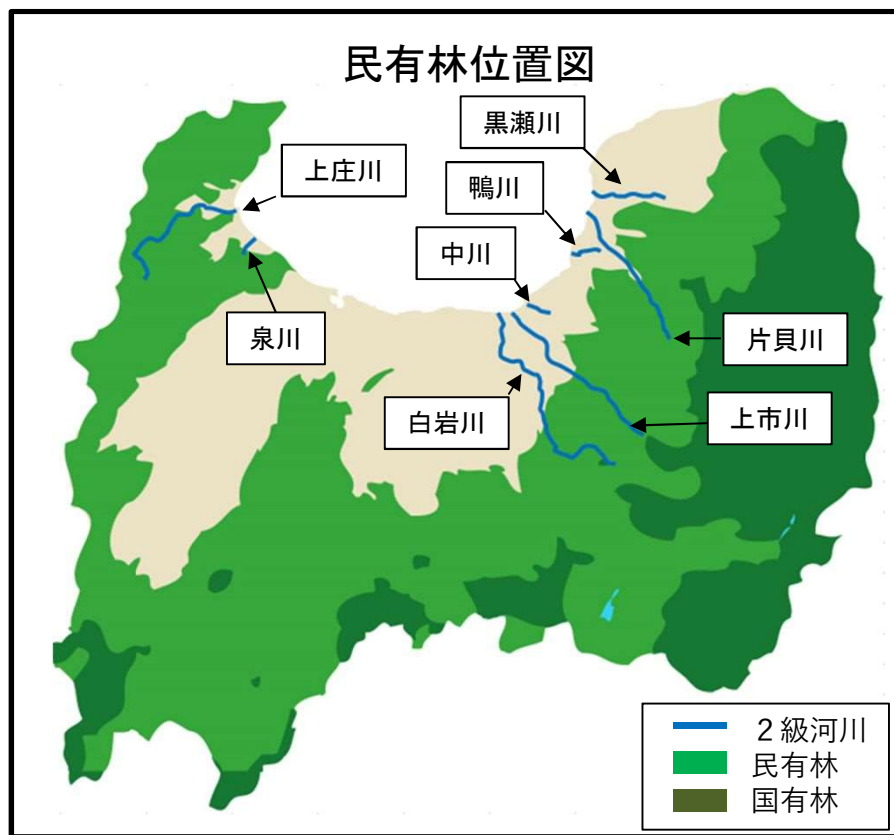 民有林位置図
黒瀬川
上庄川
鴨川
中川
泉川
片貝川
白岩川
上市川
２級河川
民有林
国有林